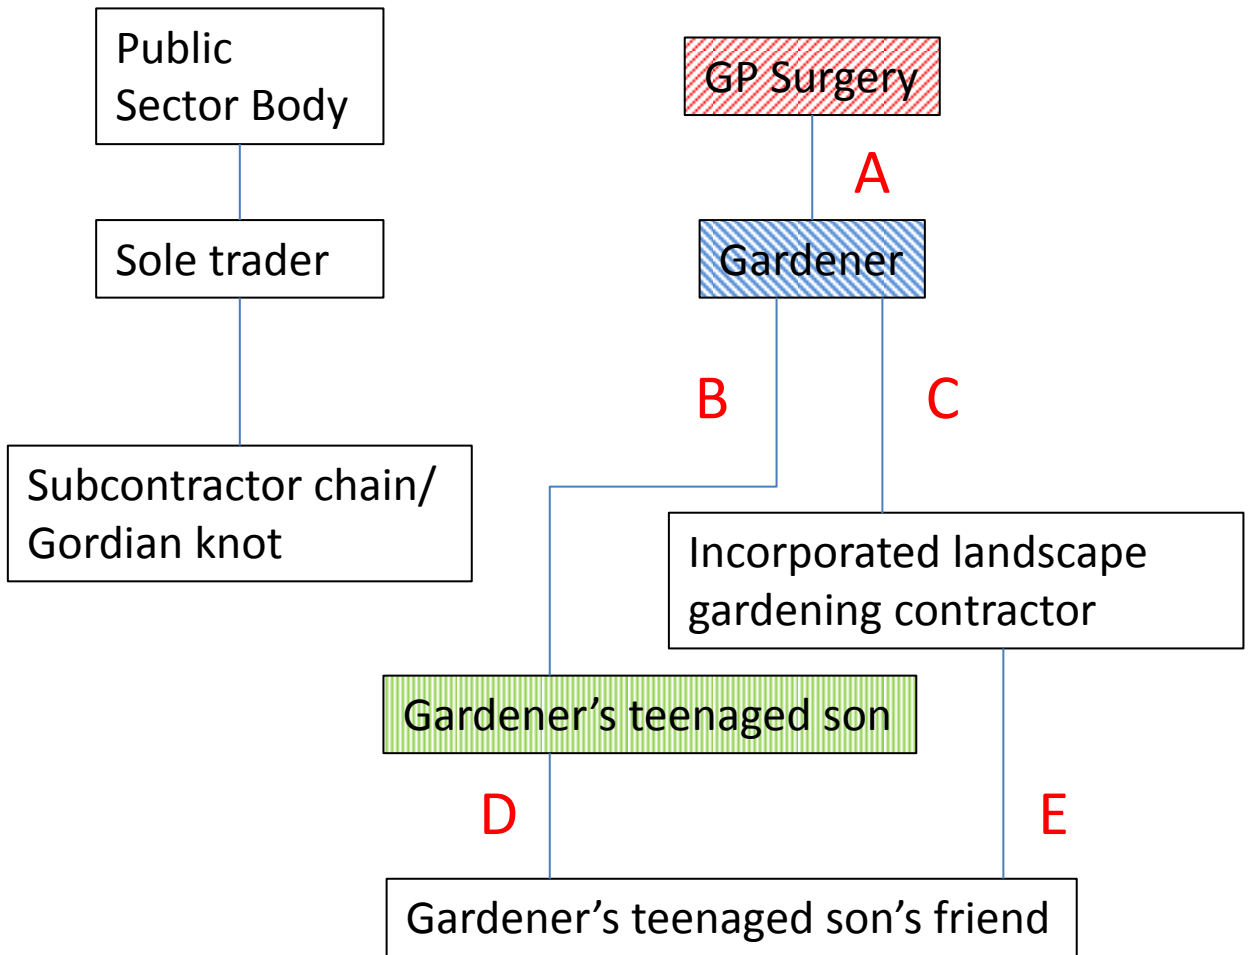 Public
Sector Body
GP Surgery
A
Sole trader
Gardener
B
C
Subcontractor chain/
Gordian knot
Incorporated landscape
gardening contractor
Gardener’s teenaged son
D
E
Gardener’s teenaged son’s friend